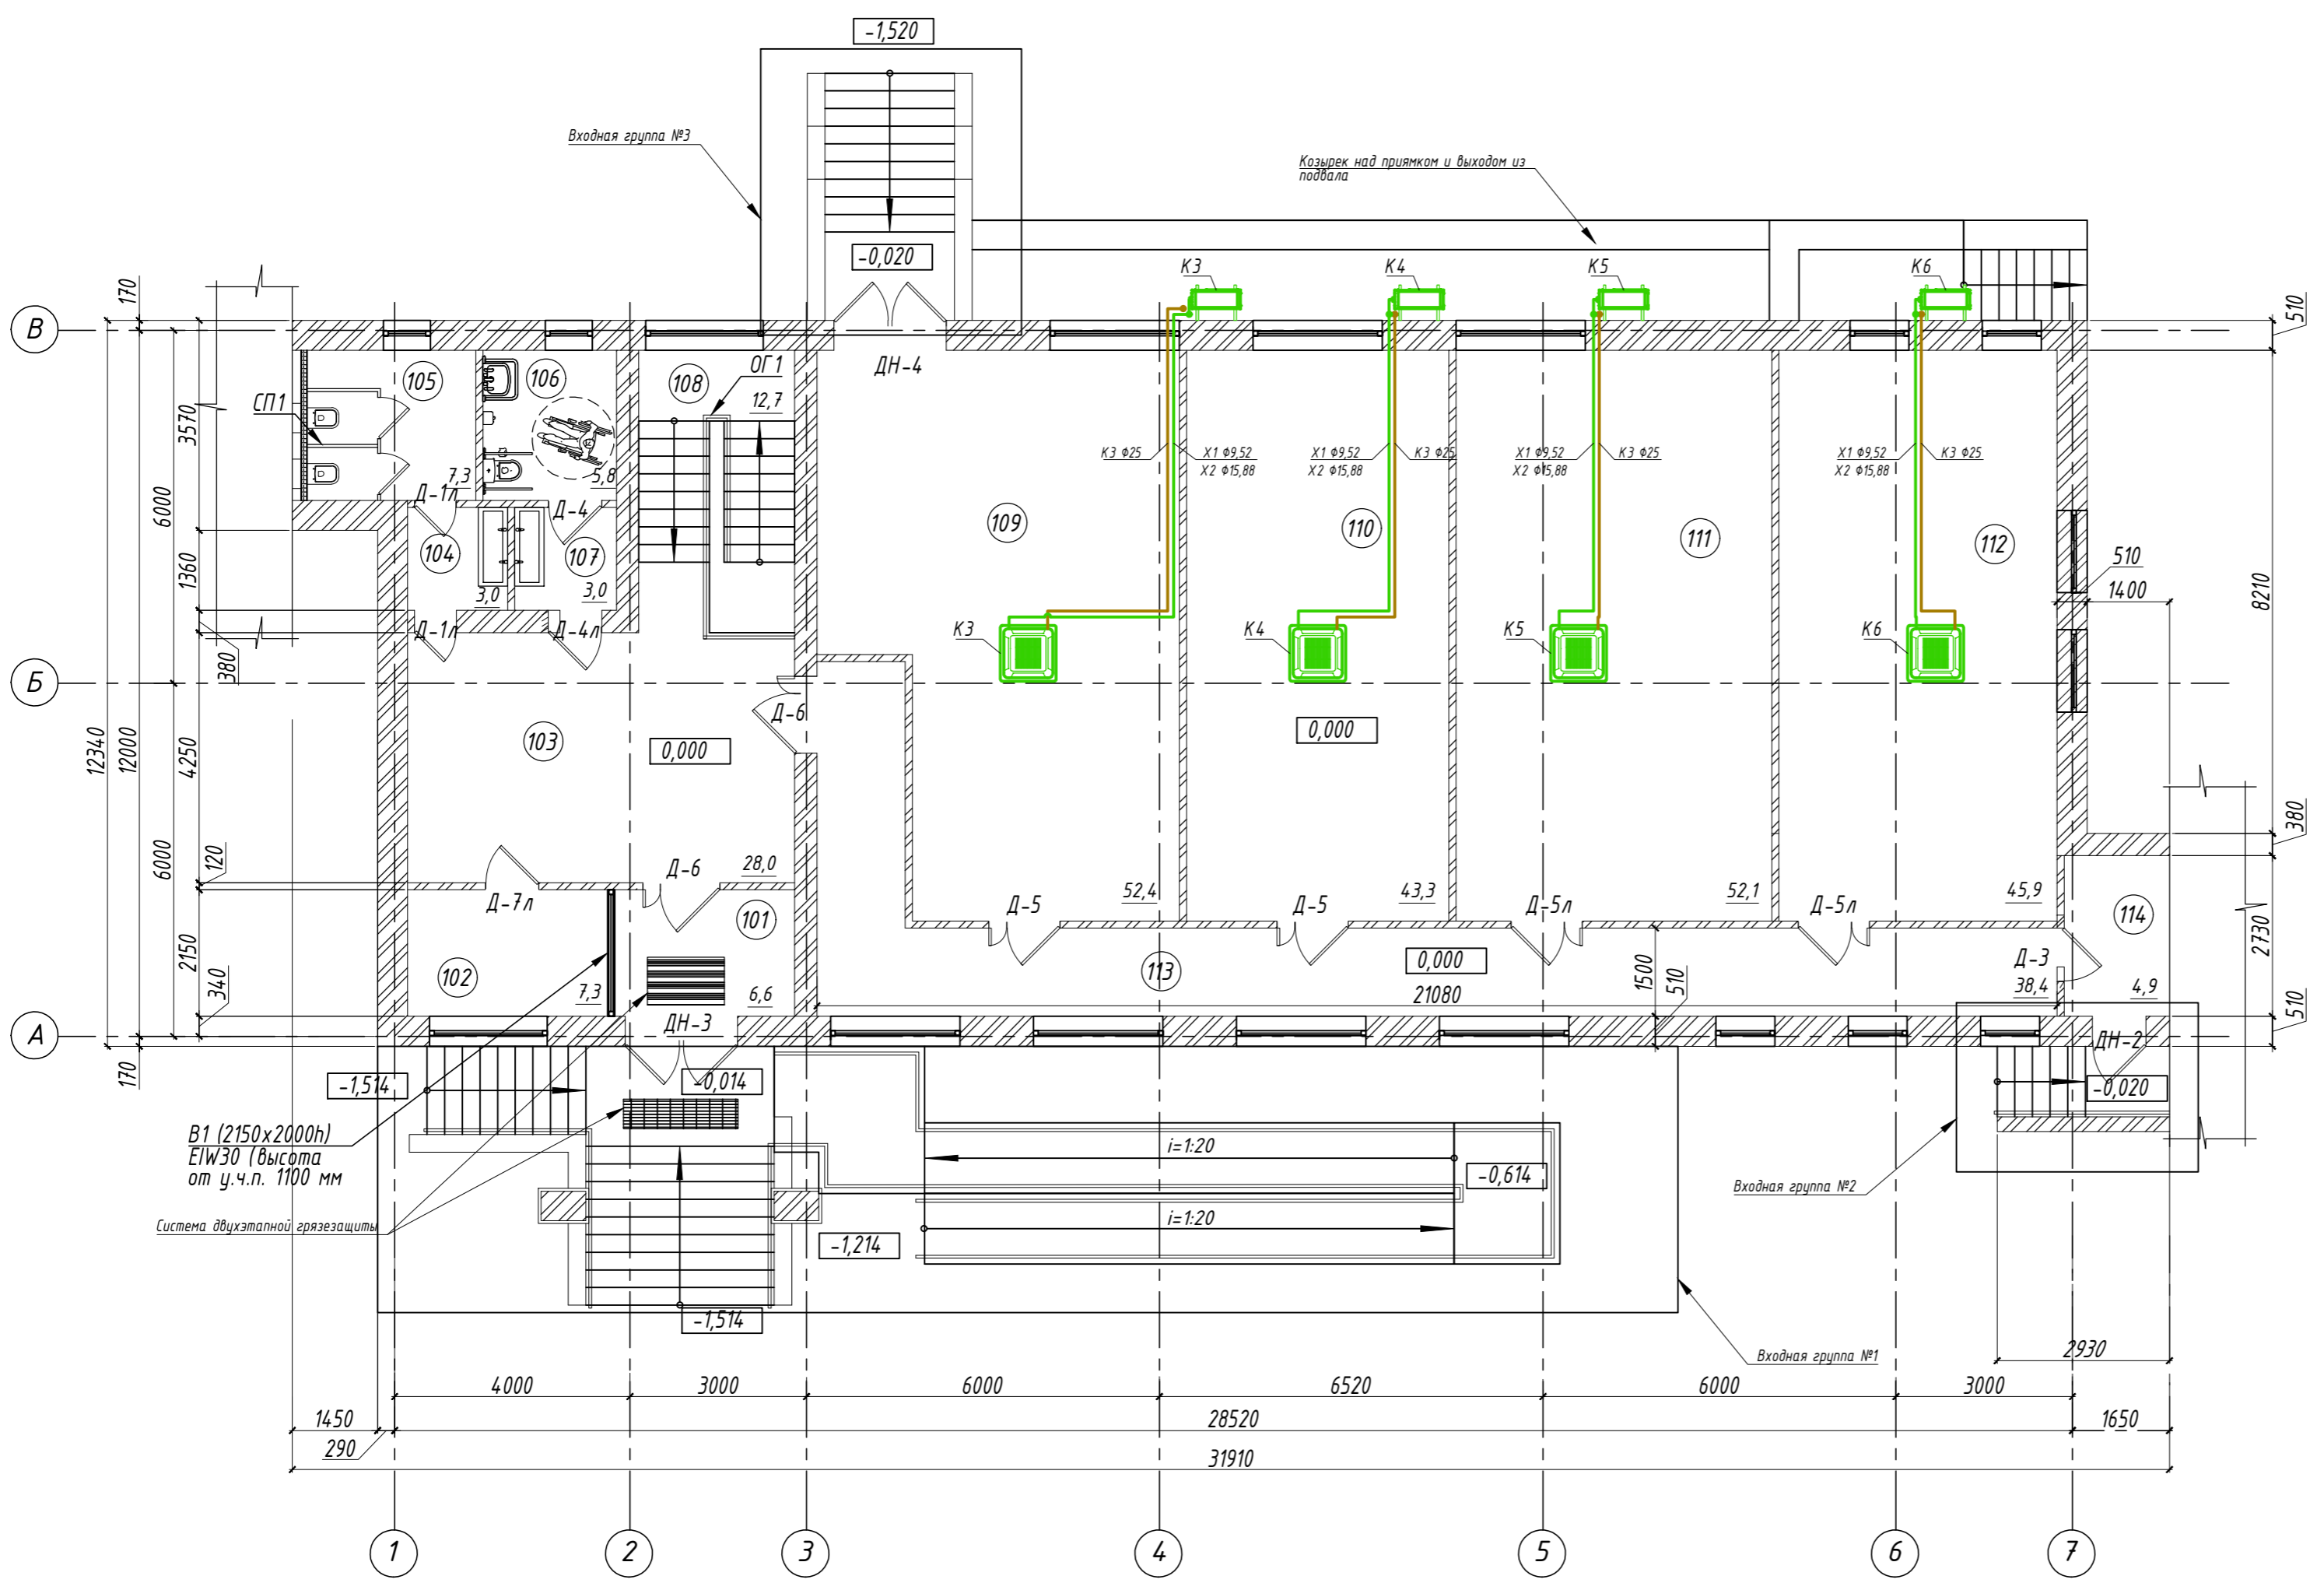 -1,520
Входная группа №3
Козырек над приямком и выходом из
подвала
-0,020
К3
К4
К5
К6
170
510
В
ДН-4
105
106
108
ОГ1
СП1
12,7
3570
6000
К3 Ф25
Х1 Ф9,52
Х2 Ф15,88
Х1 Ф9,52
Х2 Ф15,88
К3 Ф25
Х1 Ф9,52
Х2 Ф15,88
К3 Ф25
Х1 Ф9,52
Х2 Ф15,88
К3 Ф25
7,3
5,8
Д-1л
Д-4
109
110
111
112
104
107
510
1360
3,0
3,0
1400
8210
Д-1л
Д-4л
К3
К4
К5
К6
380
Б
Д-6
103
0,000
0,000
12340
12000
4250
380
120
6000
Д-6
28,0
Д-7л
52,4
Д-5
43,3
Д-5
52,1
Д-5л
45,9
Д-5л
101
114
2150
340
102
7,3
6,6
113
0,000
1500
510
Д-3
2730
21080
38,4
4,9
А
ДН-3
ДН-2
510
170
-1,514
-0,014
-0,020
В1 (2150х2000h)
EIW30 (высота
от у.ч.п. 1100 мм
i=1:20
-0,614
Входная группа №2
Система двухэтапной грязезащиты
i=1:20
-1,214
-1,514
Входная группа №1
2930
4000
3000
6000
6520
6000
3000
1450
28520
1650
290
31910
1
2
3
4
5
6
7